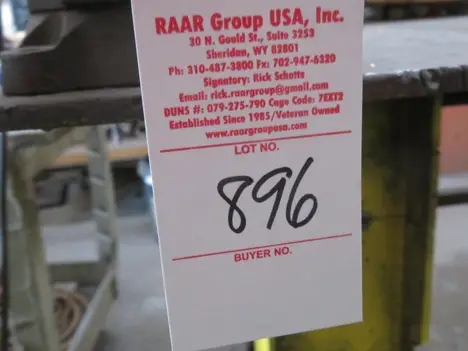 RAAR Group USA, Inc.
30 N. Gould St., Suite 3253
Sheridan, WY 82801
Ph: 310-487-3800 Fx: 702-947-6320
Signatory: Rick Schotts
Email: rick.raargroup@gmail.com
DUNS #: 079-275-790 Cage Code: 7EXT2
Established Since 1985/Veteran Owned
www.raargroupusa.com
LOT NO.
896
BUYER NO.